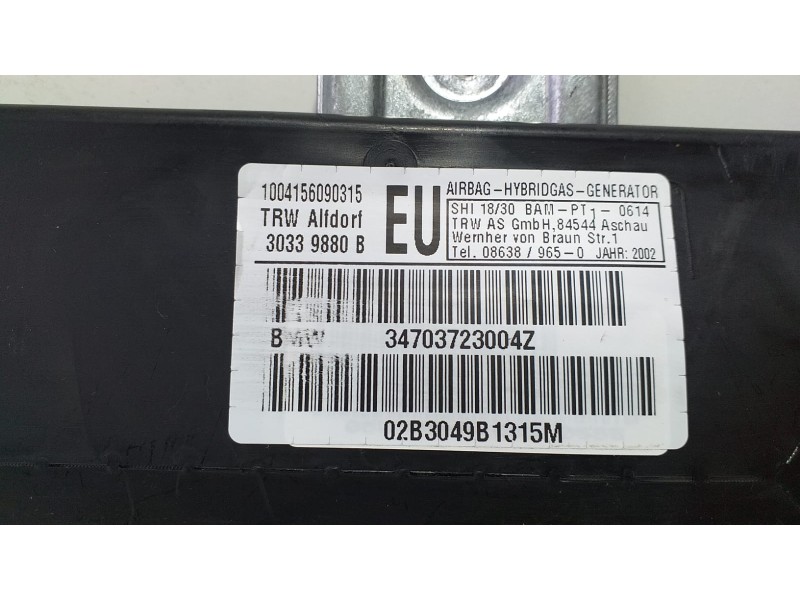 1004156090315
TRW Alfdorf
3033 9880 B
EU
AIRBAG-HYBRIDGAS-GENERATOR
SHI 18/30 BAM-PT1- 0614
TRW AS GmbH,84544 Aschau
Wernher von Braun Str.1
Tel. 08638 / 965-0 JAHR: 2002
BMW 34703723004Z
02B3049B1315M